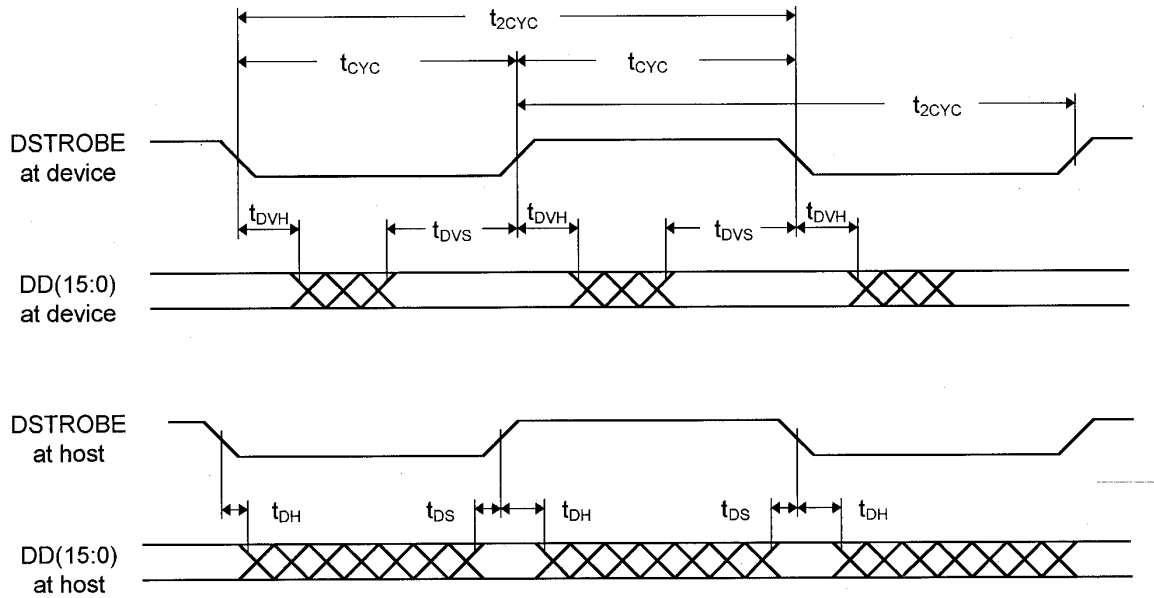 t2CYC
tCYC
tCYC
t2CYC
DSTROBE
at device
tDVH
tDVS
tDVH
tDVS
tDVH
DD(15:0)
at device
DSTROBE
at host
tDH
tDS
tDH
tDS
tDH
DD(15:0)
at host